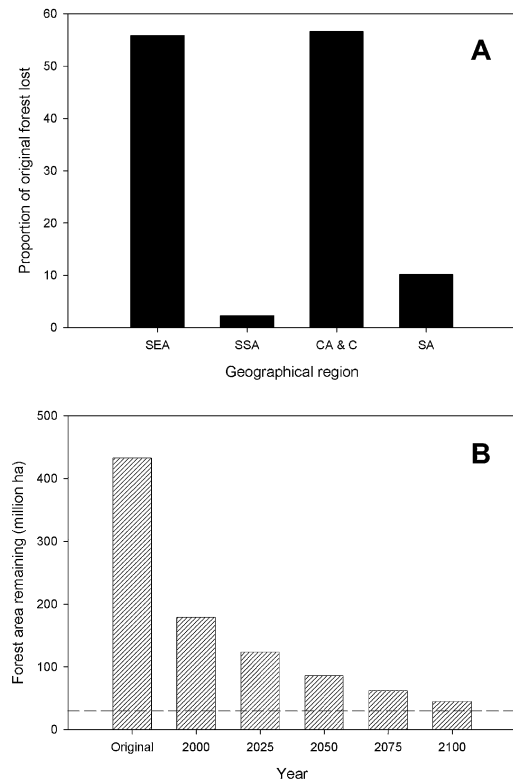 A
Proportion of original forest lost
60
50
40
30
20
10
0
SEA SSA CA & C SA
Geographical region
B
Forest area remaining (million ha)
500
400
300
200
100
0
Original 2000 2025 2050 2075 2100
Year